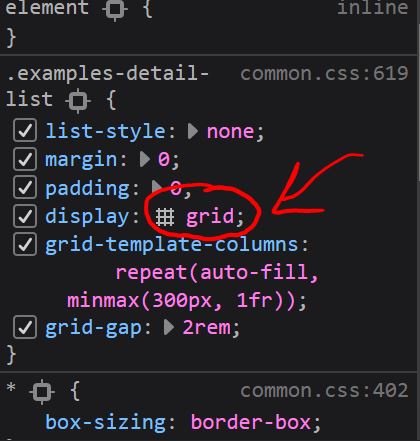 element { inline
}
.examples-detail- common.css:619
list {
list-style: none;
margin: 0;
padding: 0;
display: grid;
grid-template-columns:
repeat(auto-fill,
minmax(300px, 1fr));
grid-gap: 2rem;
}
* { common.css:402
box-sizing: border-box;